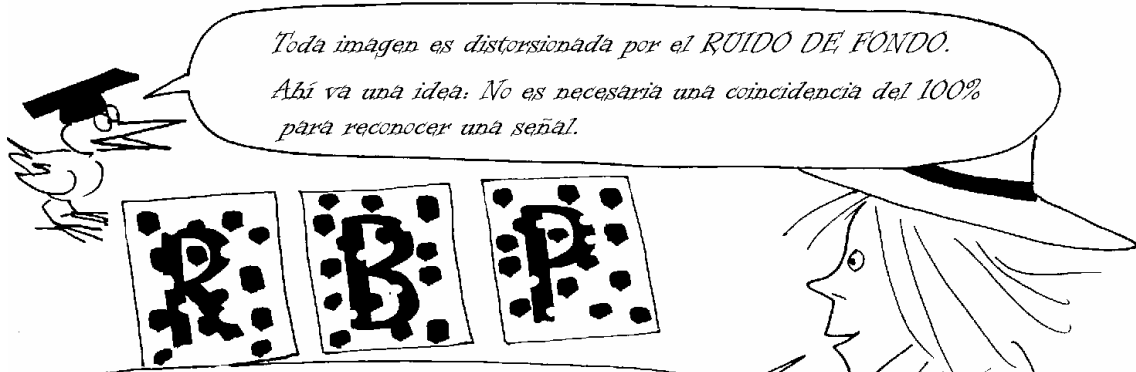 Toda imagen es distorsionada por el RUIDO DE FONDO.
Ahí va una idea: No es necesaria una coincidencia del 100%
para reconocer una señal.
R B P